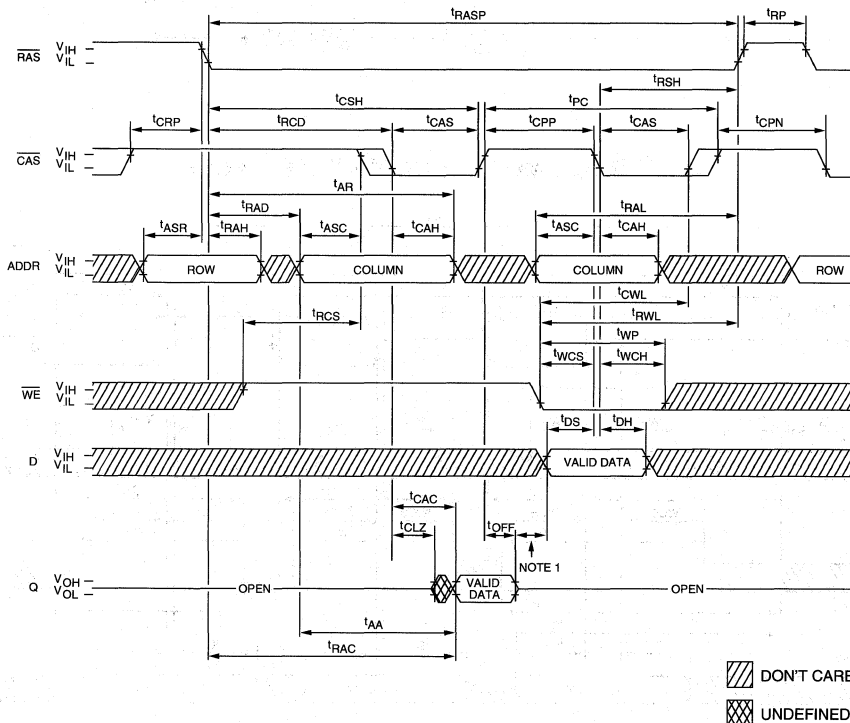 tRASP
tRP
RAS
VIH
VIL
tRSH
tCSH
tPC
tCRP
tRCD
tCAS
tCPP
tCAS
tCPN
CAS
VIH
VIL
tAR
tRAD
tRAL
tASR
tRAH
tASC
tCAH
tASC
tCAH
ADDR
VIH
VIL
ROW
COLUMN
COLUMN
ROW
tCWL
tRCS
tRWL
tWP
tWCS
tWCH
WE
VIH
VIL
tDS
tDH
D
VIH
VIL
VALID DATA
tCAC
tCLZ
tOFF
NOTE 1
Q
VOH
VOL
OPEN
VALID
DATA
OPEN
tAA
tRAC
DON'T CARE
UNDEFINED